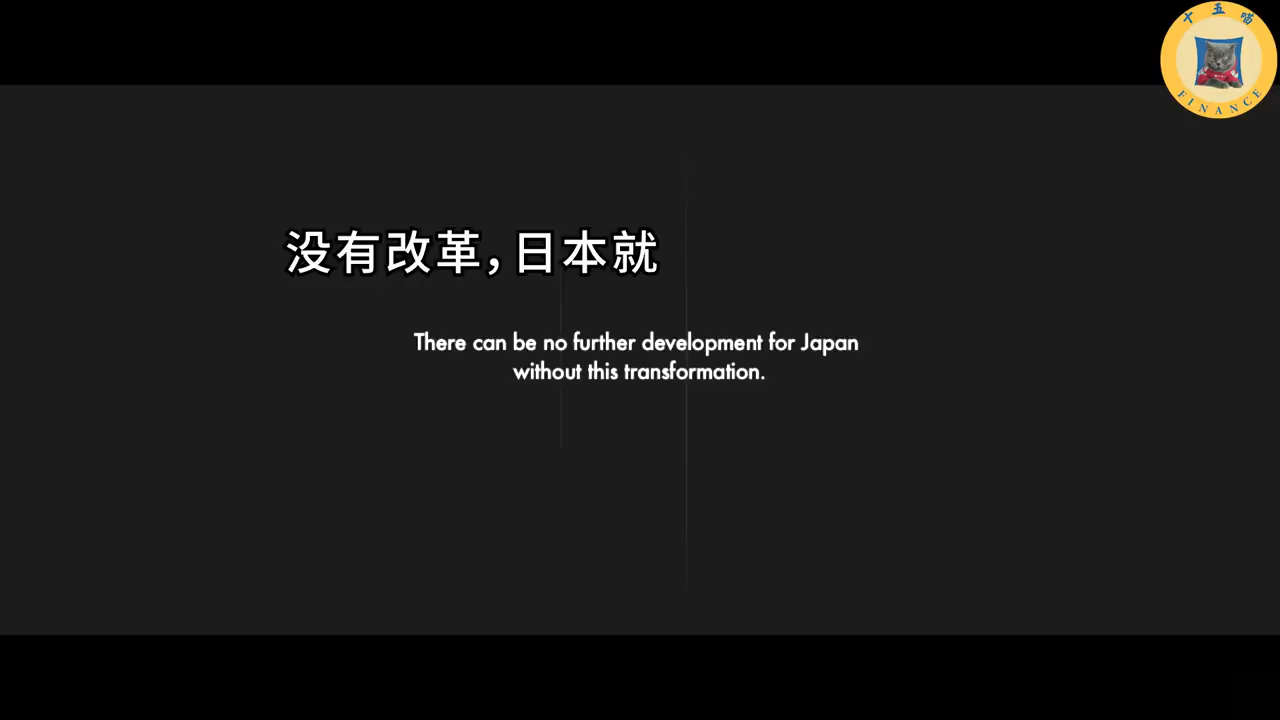 十五喵
FINANCE
没有改革，日本就
There can be no further development for Japan
without this transformation.